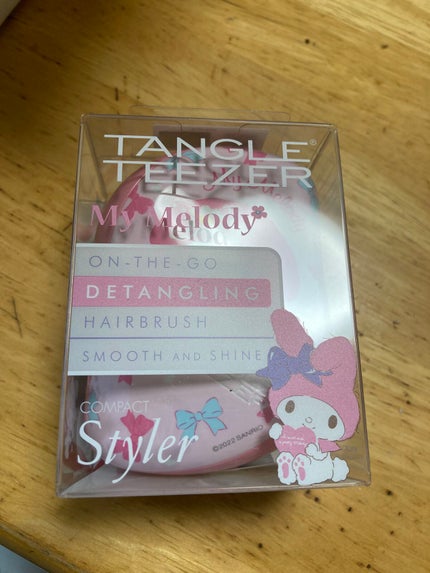 TANGLE
TEEZER®
My Melody
ON-THE-GO
DETANGLING
HAIRBRUSH
SMOOTH AND SHINE
COMPACT
Styler
©2022 SANRIO